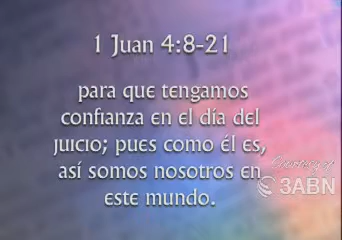 1 Juan 4:8-21
para que tengamos
confianza en el día del
juicio; pues como él es,
así somos nosotros en
este mundo.
Courtesy of
3ABN